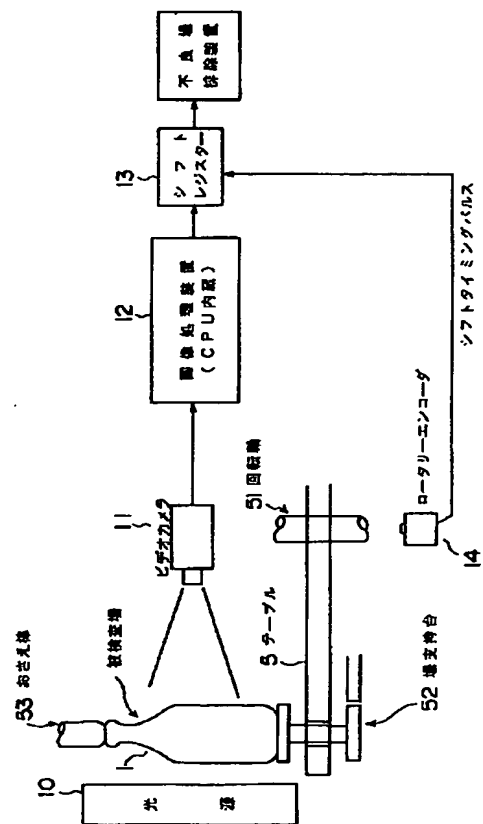 53 おさえ棒
被検査壜
1
10
光源
ビデオカメラ
11
画像処理装置
(CPU内蔵)
12
シフト
レジスター
13
不良壜
排除装置
51 回転軸
5 テーブル
52 壜支持台
ロータリーエンコーダ
14
シフトタイミングパルス